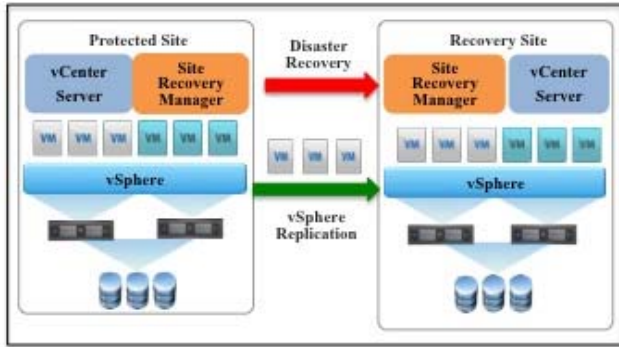 Protected Site
vCenter
Server
Site
Recovery
Manager
VM VM VM VM VM VM
vSphere
Disaster
Recovery
VM VM VM
vSphere
Replication
Recovery Site
Site
Recovery
Manager
vCenter
Server
VM VM VM VM VM VM
vSphere